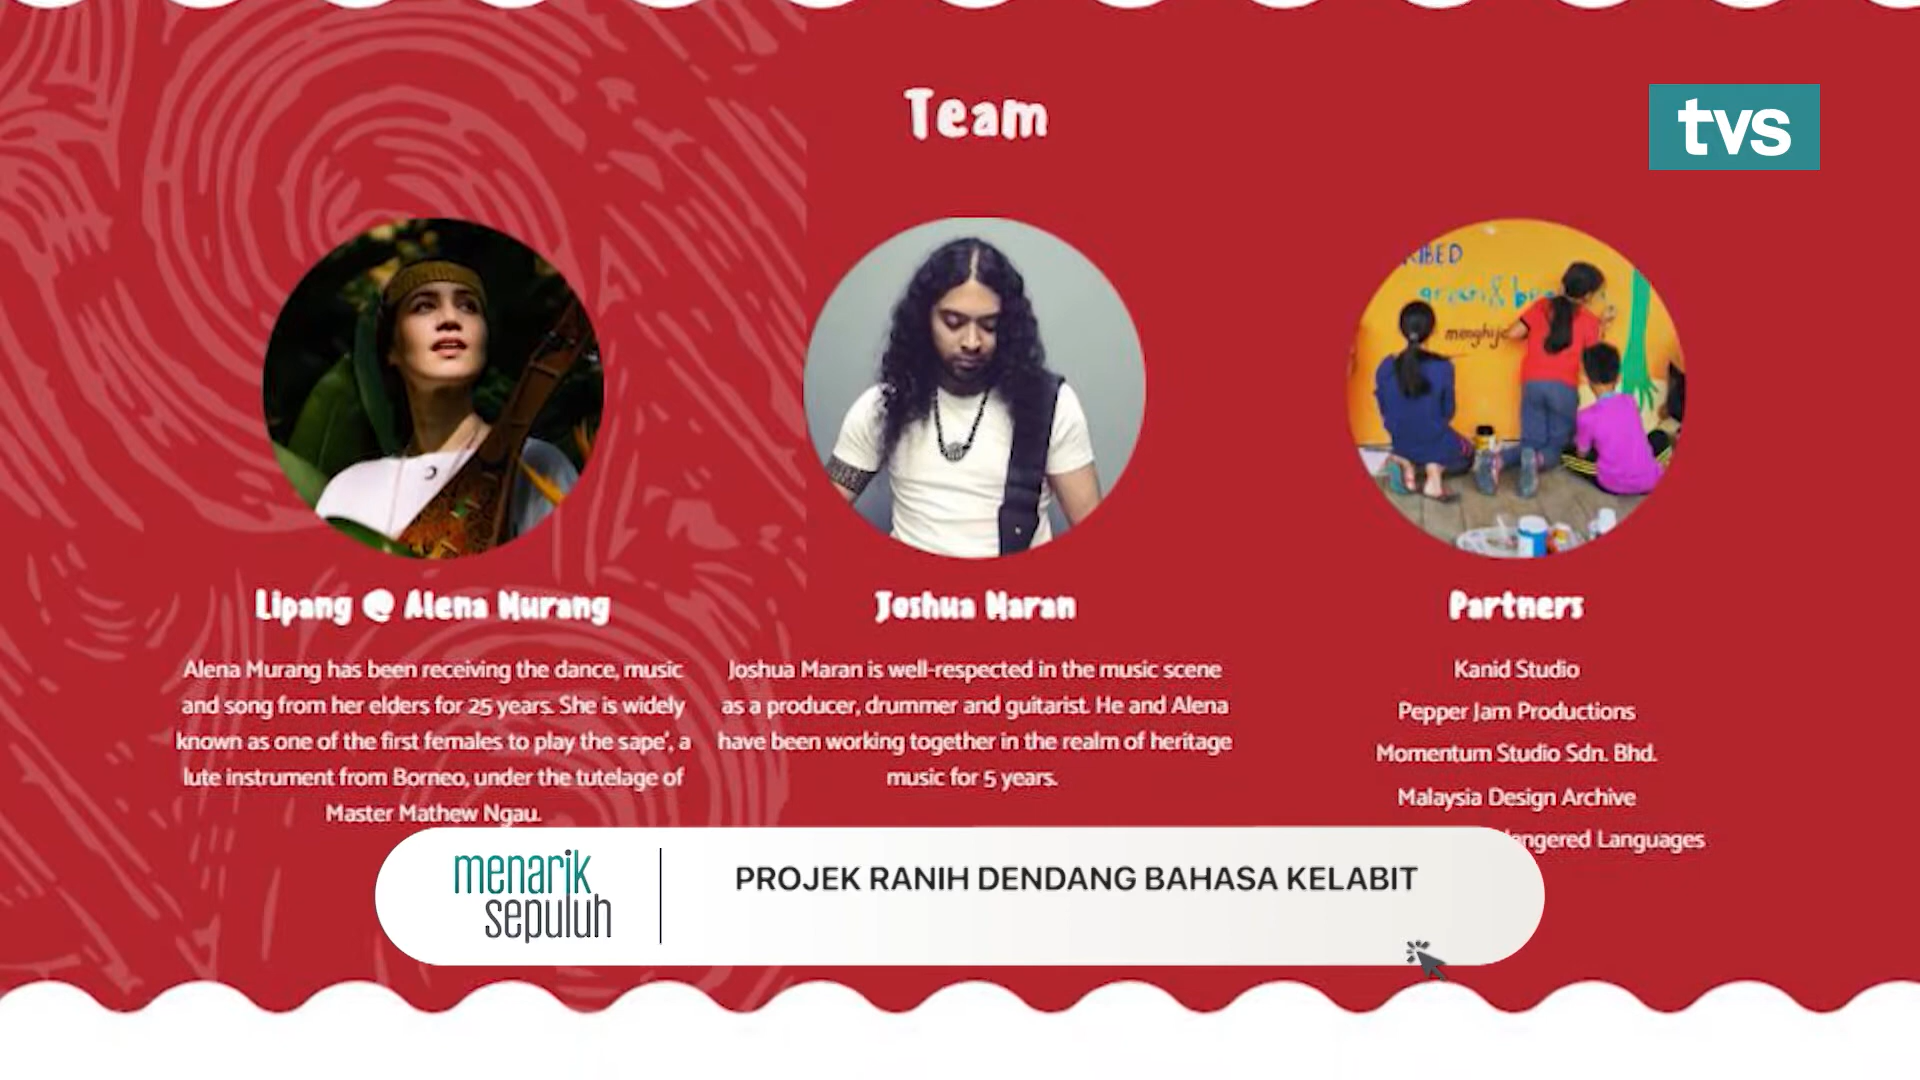 Team
tvs
RIBED
green & b
menghija
Lipang @ Alena Murang
Alena Murang has been receiving the dance, music
and song from her elders for 25 years. She is widely
known as one of the first females to play the sape', a
lute instrument from Borneo, under the tutelage of
Master Mathew Ngau.
Joshua Maran
Joshua Maran is well-respected in the music scene
as a producer, drummer and guitarist. He and Alena
have been working together in the realm of heritage
music for 5 years.
Partners
Kanid Studio
Pepper Jam Productions
Momentum Studio Sdn. Bhd.
Malaysia Design Archive
Languages
menarik
sepuluh
PROJEK RANIH DENDANG BAHASA KELABIT